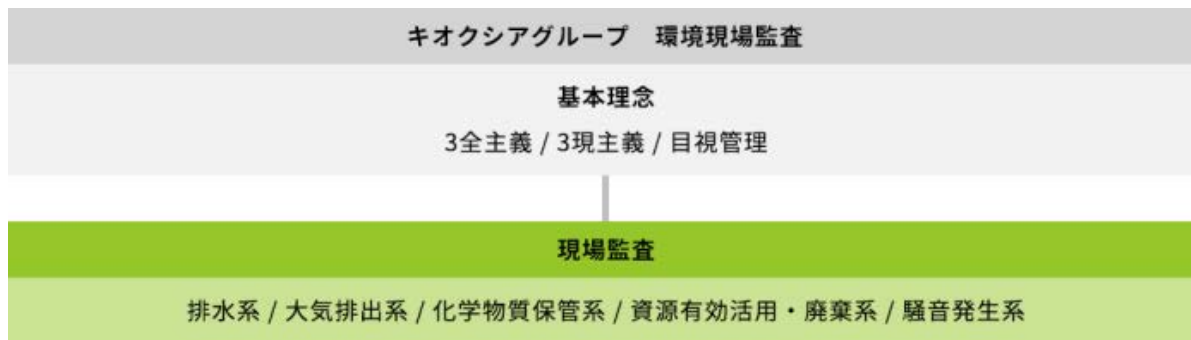 キオクシアグループ　環境現場監査
基本理念
3全主義 / 3現主義 / 目視管理
現場監査
排水系 / 大気排出系 / 化学物質保管系 / 資源有効活用・廃棄系 / 騒音発生系